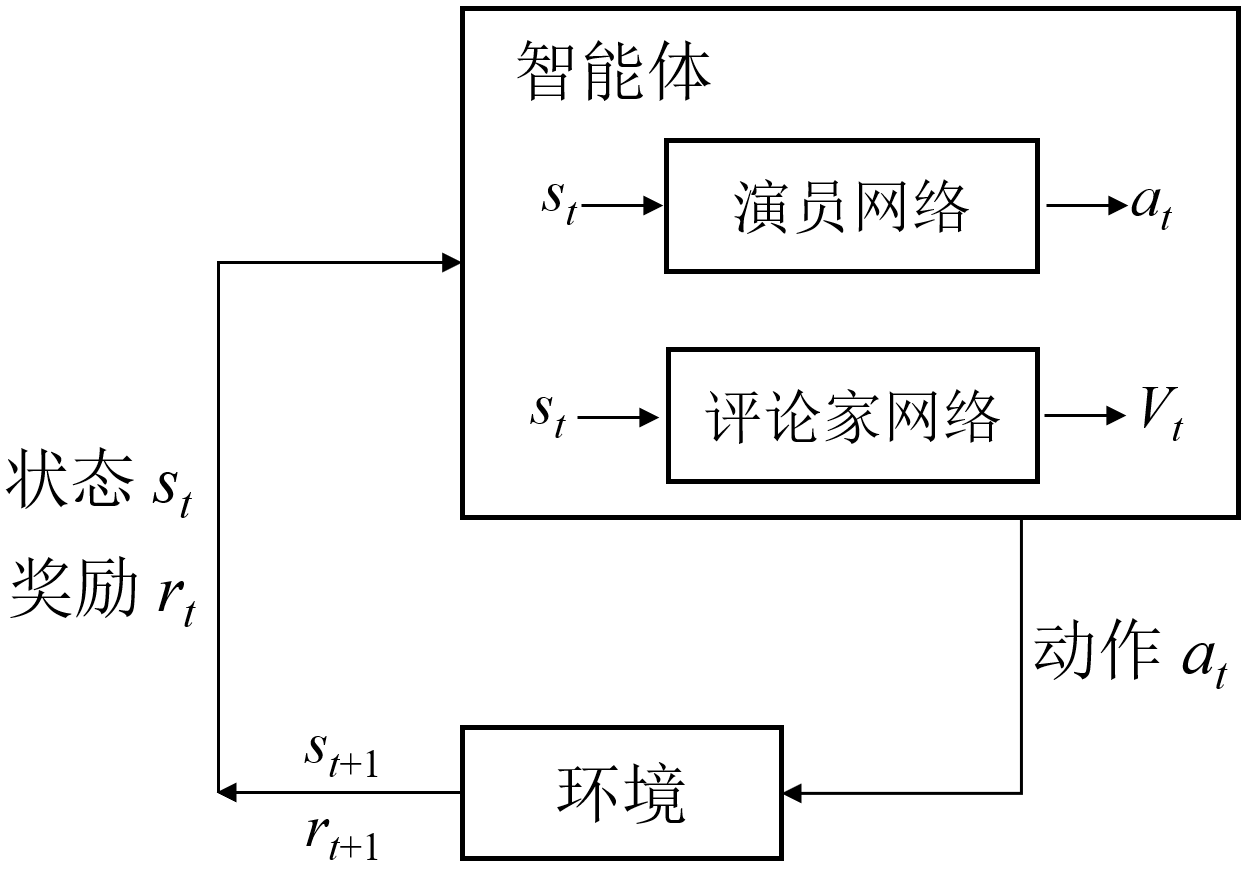 智能体
s_t 演员网络 a_t
s_t 评论家网络 V_t
状态 s_t
奖励 r_t
动作 a_t
s_{t+1}
环境
r_{t+1}